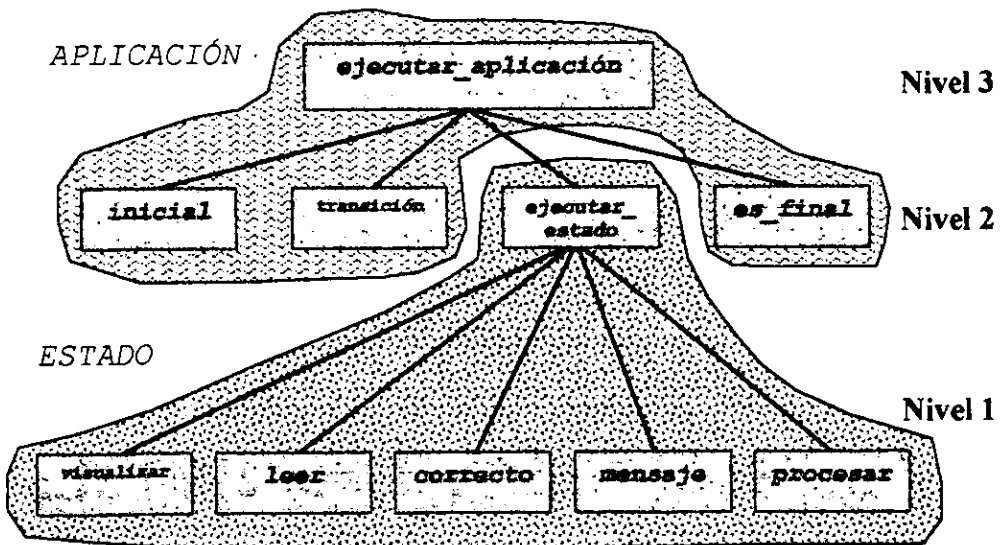 APLICACIÓN
ejecutar_aplicación
Nivel 3
inicial
transición
ejecutar_
estado
es_final
Nivel 2
ESTADO
Nivel 1
visualizar
leer
correcto
mensaje
procesar